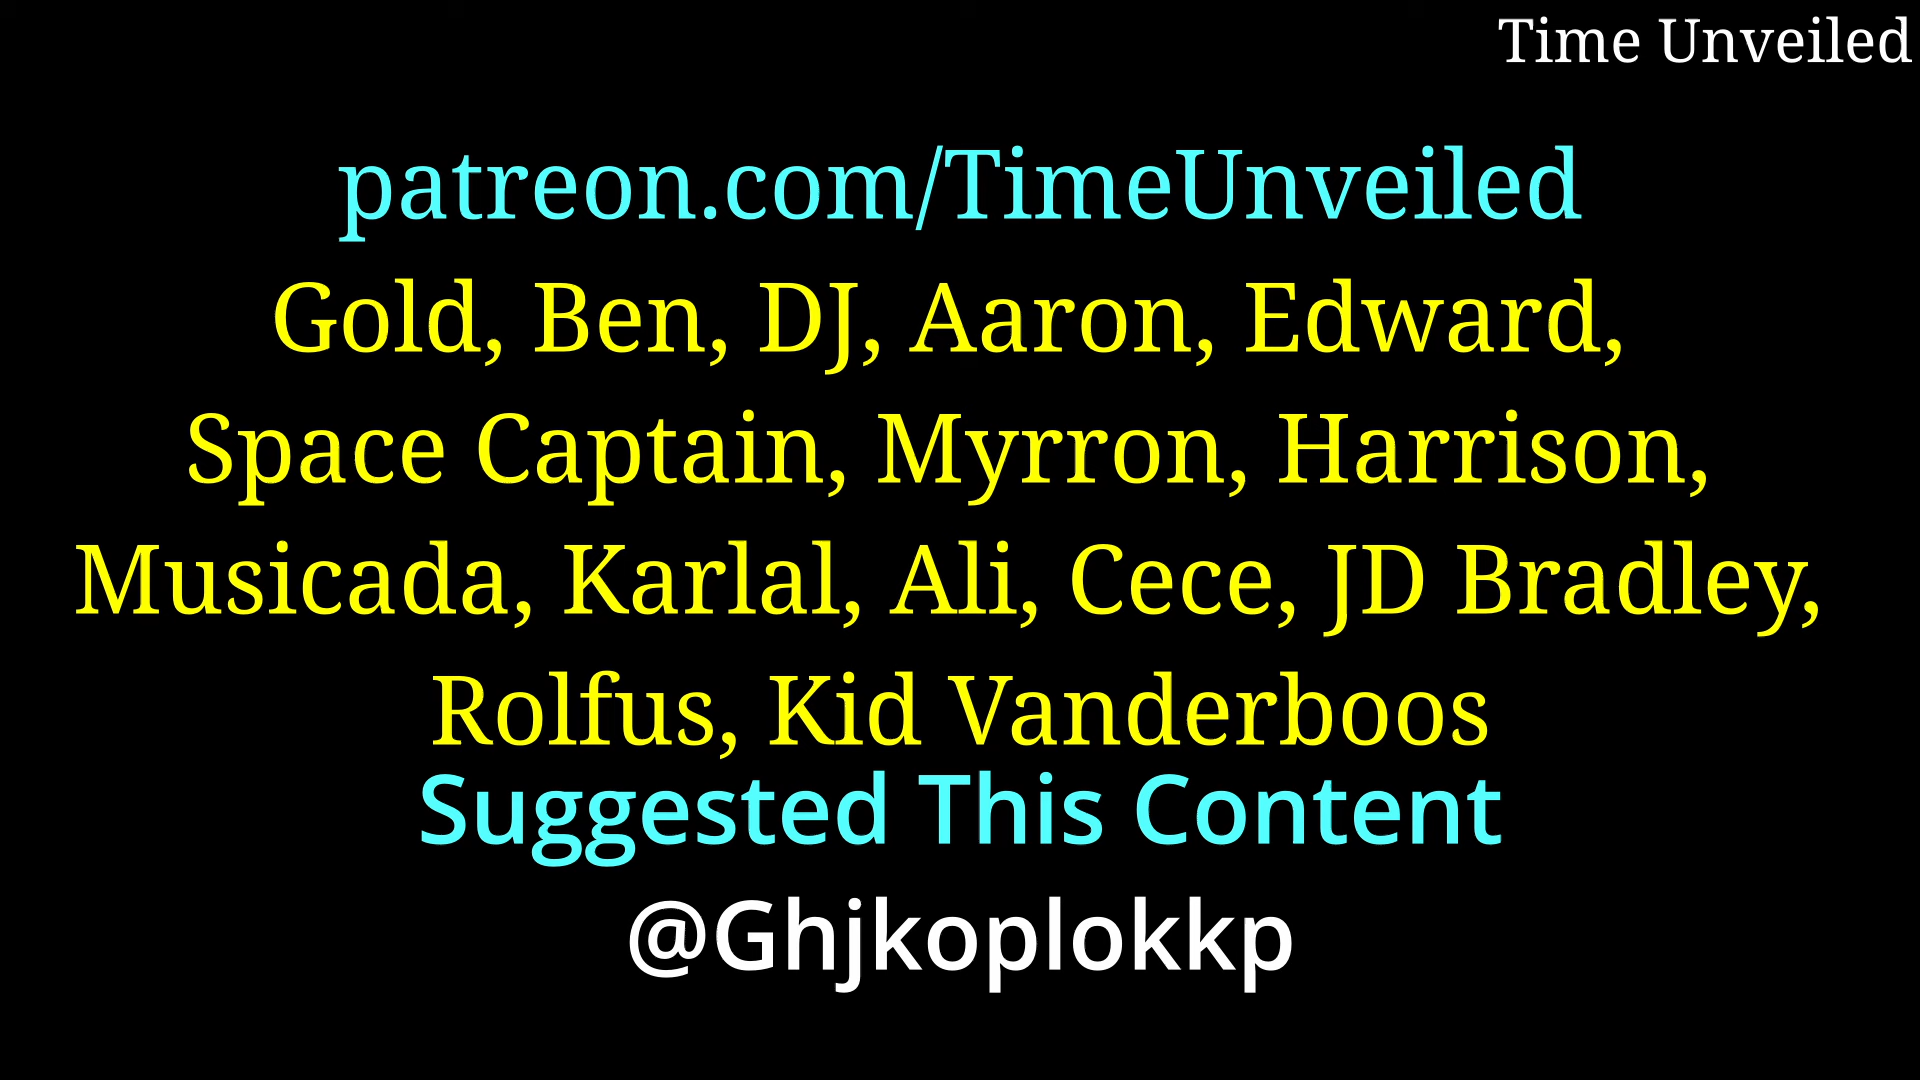 Time Unveiled
patreon.com/TimeUnveiled
Gold, Ben, DJ, Aaron, Edward,
Space Captain, Myrron, Harrison,
Musicada, Karlal, Ali, Cece, JD Bradley,
Rolfus, Kid Vanderboos
Suggested This Content
@Ghjkoplokkp